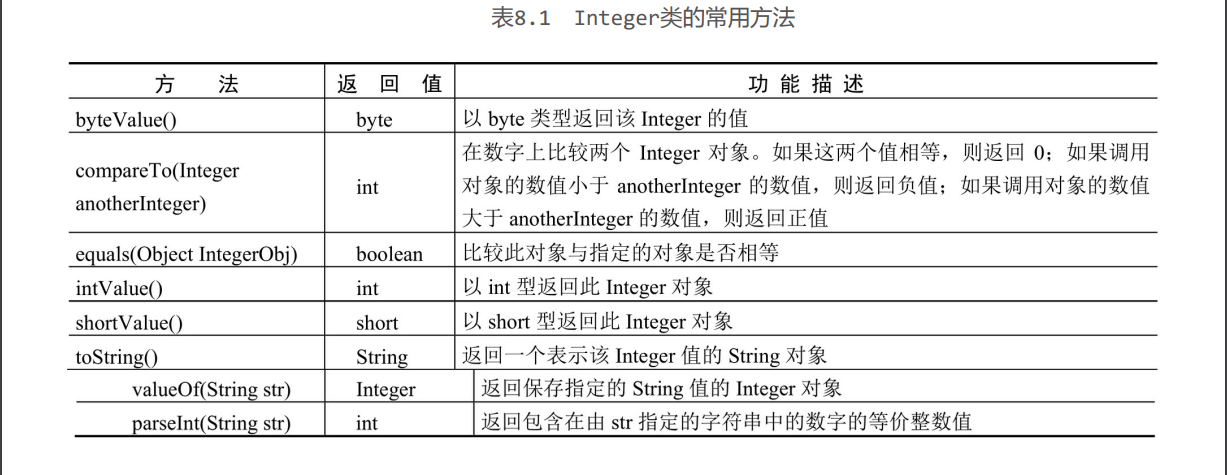 表8.1 Integer类的常用方法
方 法 返 回 值 功 能 描 述
byteValue() byte 以 byte 类型返回该 Integer 的值
compareTo(Integer anotherInteger) int 在数字上比较两个 Integer 对象。如果这两个值相等，则返回 0；如果调用
对象的数值小于 anotherInteger 的数值，则返回负值；如果调用对象的数值
大于 anotherInteger 的数值，则返回正值
equals(Object IntegerObj) boolean 比较此对象与指定的对象是否相等
intValue() int 以 int 型返回此 Integer 对象
shortValue() short 以 short 型返回此 Integer 对象
toString() String 返回一个表示该 Integer 值的 String 对象
valueOf(String str) Integer 返回保存指定的 String 值的 Integer 对象
parseInt(String str) int 返回包含在由 str 指定的字符串中的数字的等价整数值